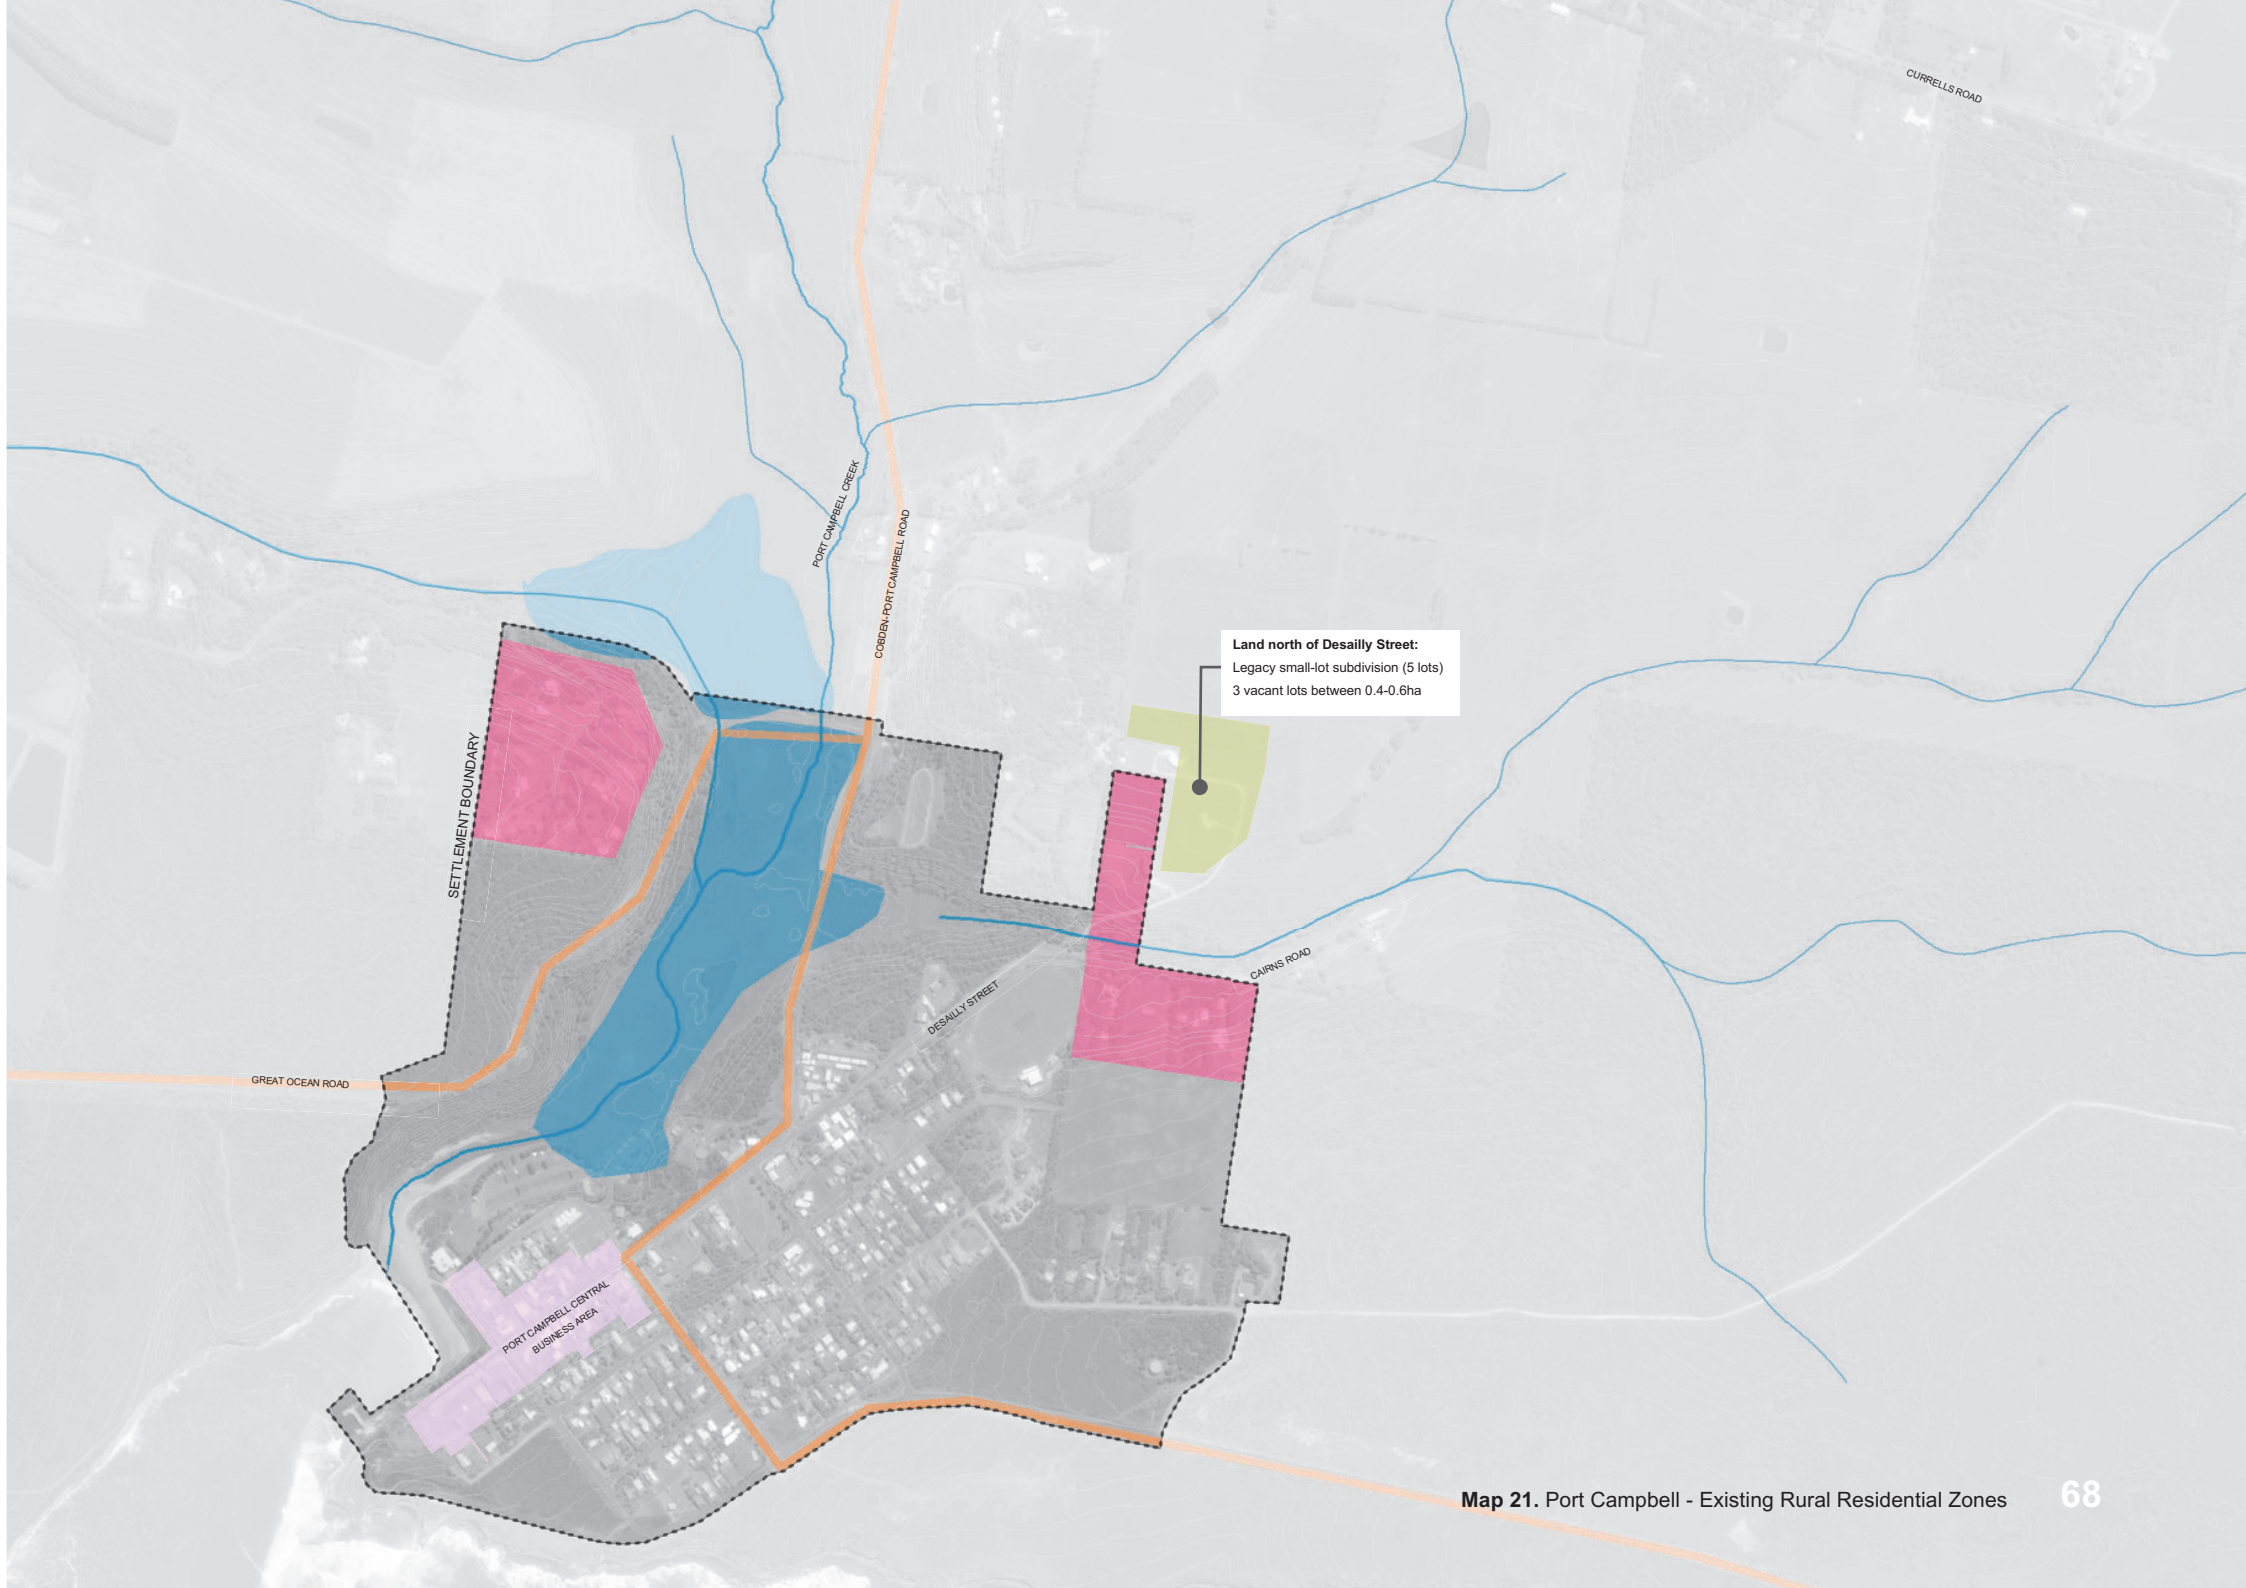 CURRELLS ROAD
PORT CAMPBELL CREEK
COBDEN-PORT CAMPBELL ROAD
Land north of Desailly Street:
Legacy small-lot subdivision (5 lots)
3 vacant lots between 0.4-0.6ha
SETTLEMENT BOUNDARY
CAIRNS ROAD
DESAILLY STREET
GREAT OCEAN ROAD
PORT CAMPBELL CENTRAL
BUSINESS AREA
Map 21. Port Campbell - Existing Rural Residential Zones
68